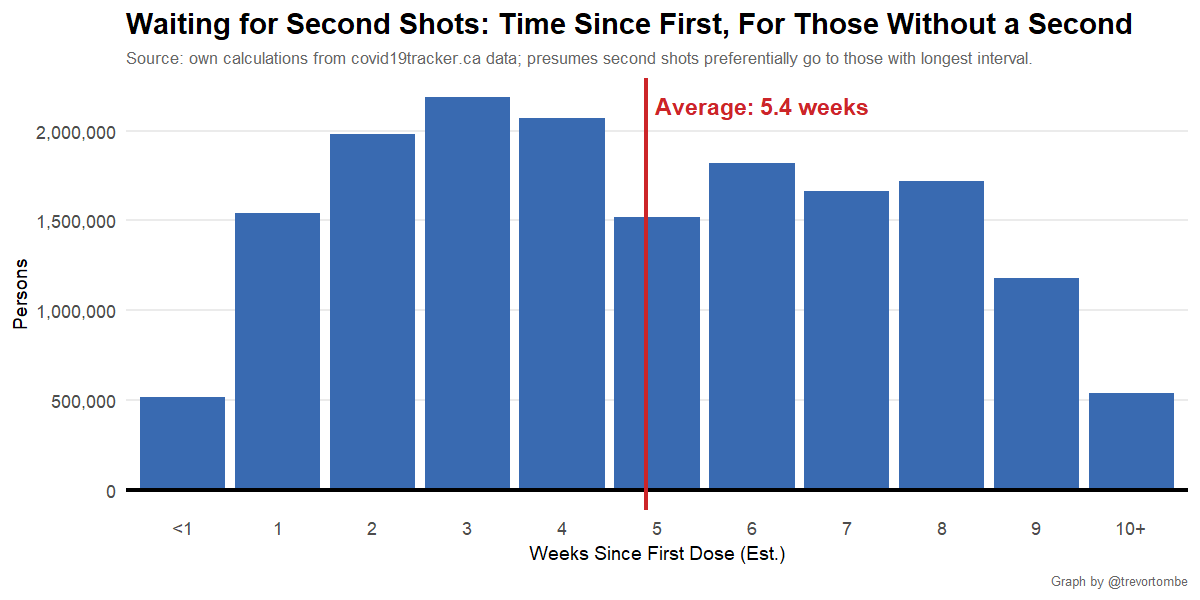 Waiting for Second Shots: Time Since First, For Those Without a Second
Source: own calculations from covid19tracker.ca data; presumes second shots preferentially go to those with longest interval.
Average: 5.4 weeks
2,000,000
1,500,000
1,000,000
500,000
0
Persons
<1 1 2 3 4 5 6 7 8 9 10+
Weeks Since First Dose (Est.)
Graph by @trevortombe